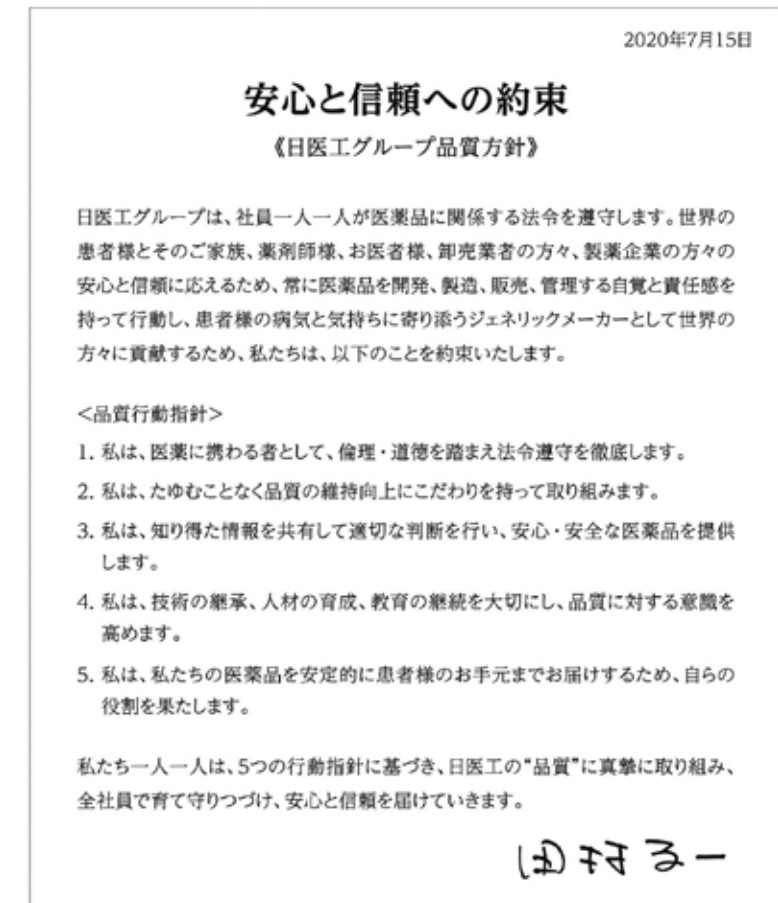 2020年7月15日
安心と信頼への約束
《日医工グループ品質方針》
日医工グループは、社員一人一人が医薬品に関係する法令を遵守します。世界の
患者様とそのご家族、薬剤師様、お医者様、卸売業者の方々、製薬企業の方々の
安心と信頼に応えるため、常に医薬品を開発、製造、販売、管理する自覚と責任感を
持って行動し、患者様の病気と気持ちに寄り添うジェネリックメーカーとして世界の
方々に貢献するため、私たちは、以下のことを約束いたします。
<品質行動指針>
1. 私は、医薬に携わる者として、倫理・道徳を踏まえ法令遵守を徹底します。
2. 私は、たゆむことなく品質の維持向上にこだわりを持って取り組みます。
3. 私は、知り得た情報を共有して適切な判断を行い、安心・安全な医薬品を提供
します。
4. 私は、技術の継承、人材の育成、教育の継続を大切にし、品質に対する意識を
高めます。
5. 私は、私たちの医薬品を安定的に患者様のお手元までお届けするため、自らの
役割を果たします。
私たち一人一人は、5つの行動指針に基づき、日医工の“品質”に真摯に取り組み、
全社員で育て守りつづけ、安心と信頼を届けていきます。
田村友一